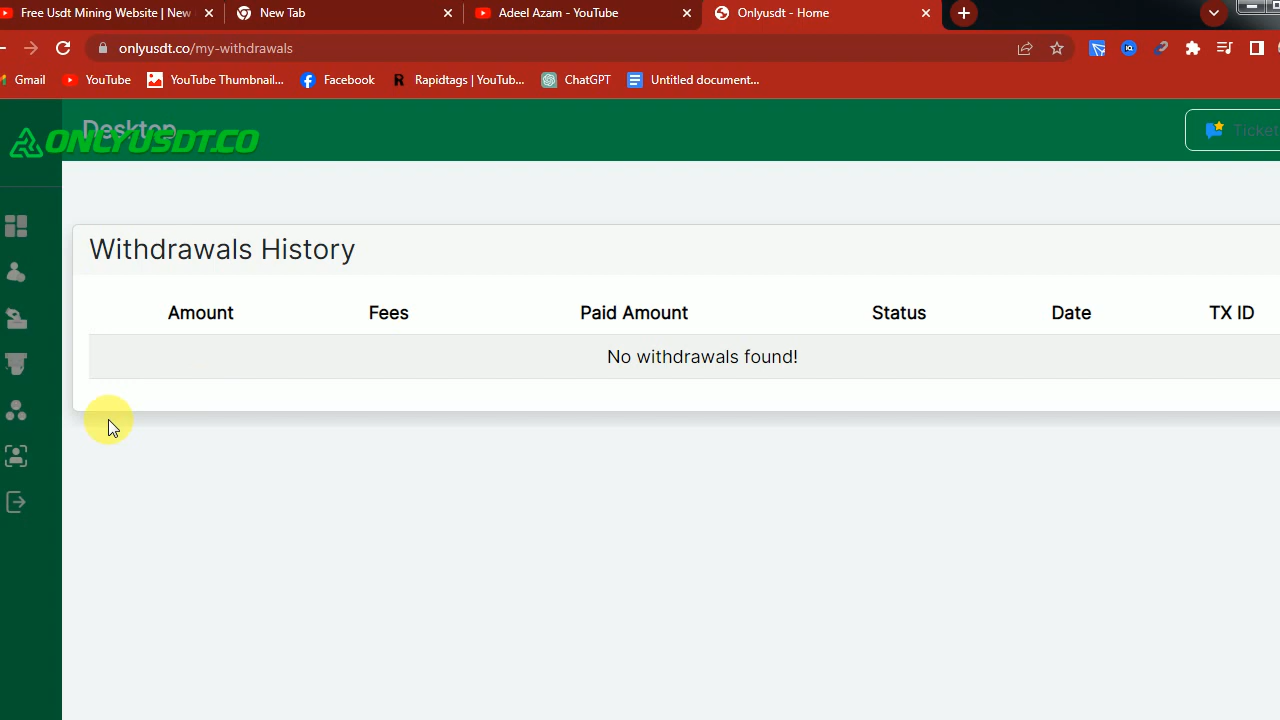 Free Usdt Mining Website | New
New Tab
Adeel Azam - YouTube
Onlyusdt - Home
onlyusdt.co/my-withdrawals
Gmail
YouTube
YouTube Thumbnail...
Facebook
Rapidtags | YouTub...
ChatGPT
Untitled document...
Desktop
ONLYUSDT.CO
Ticket
Withdrawals History
Amount Fees Paid Amount Status Date TX ID
No withdrawals found!